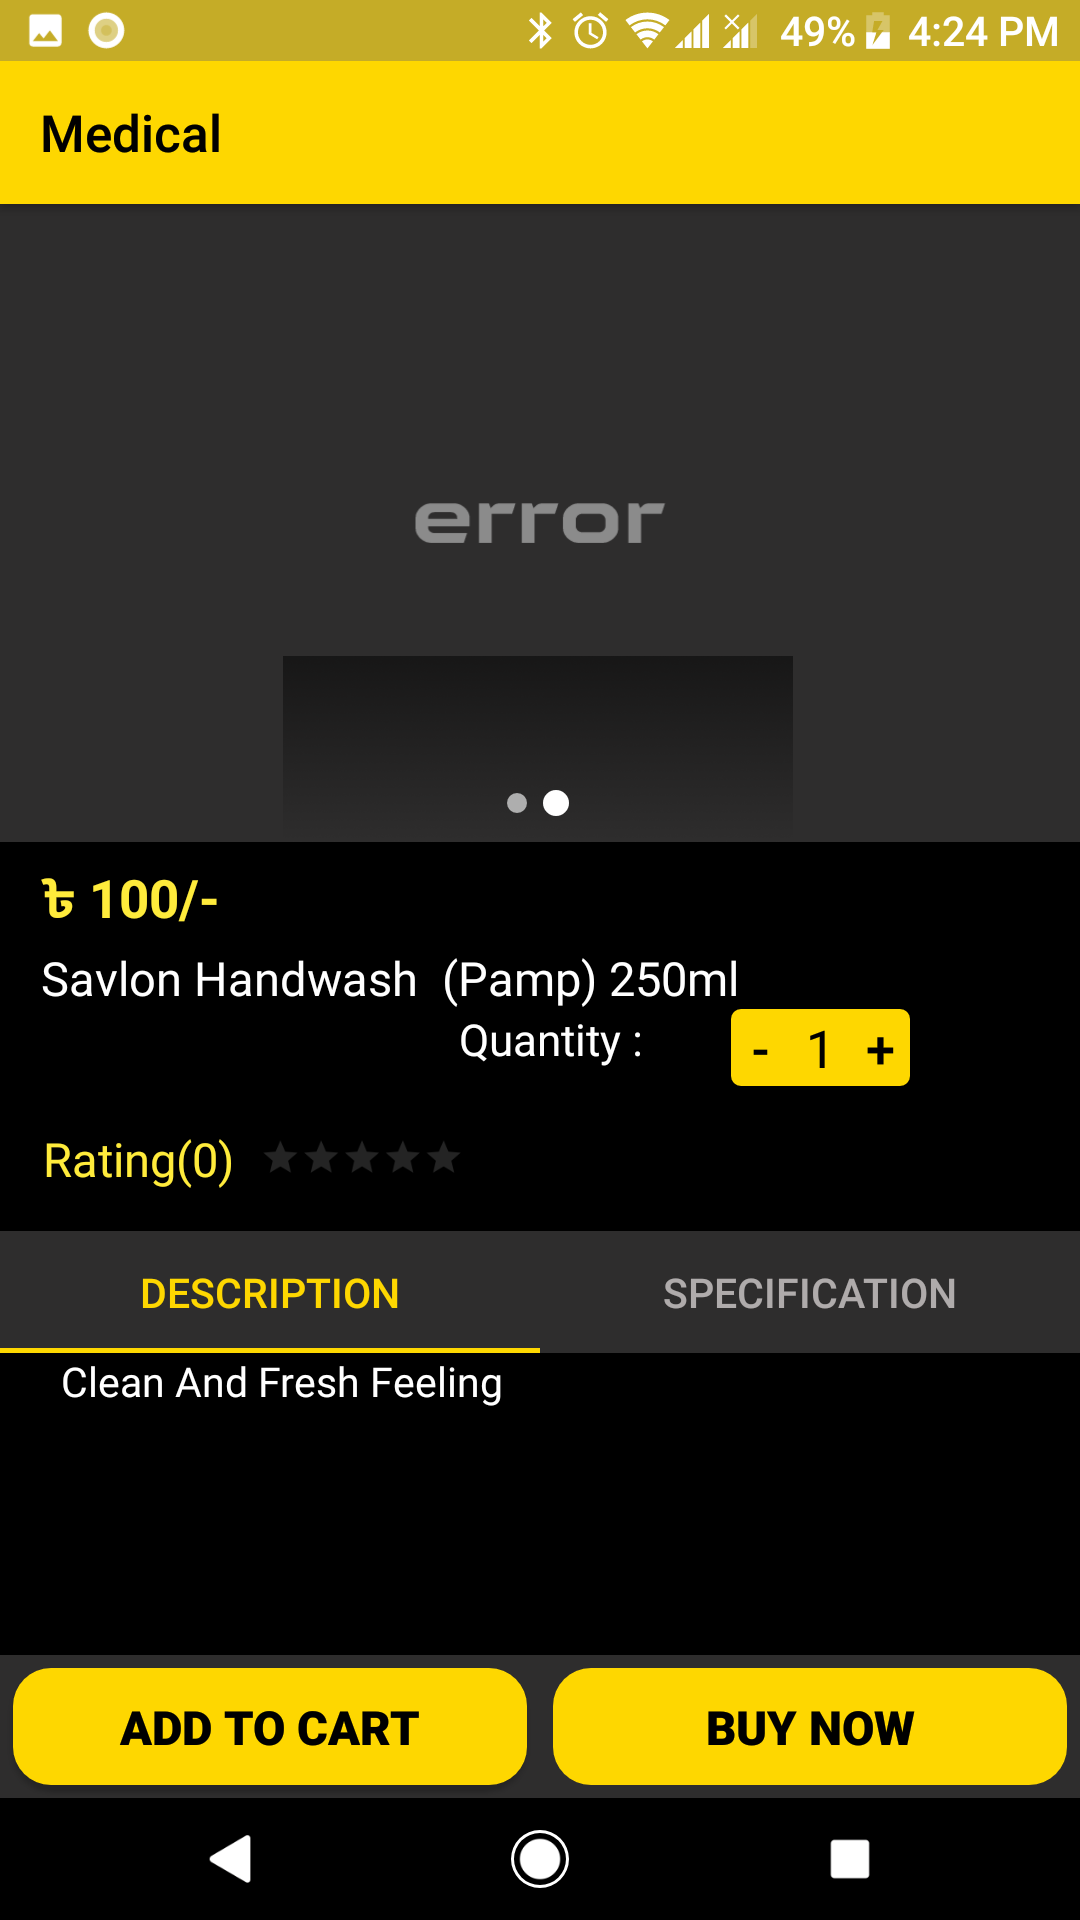 49% 4:24 PM
Medical
error
৳ 100/-
Savlon Handwash  (Pamp) 250ml
Quantity : - 1 +
Rating(0)
DESCRIPTION SPECIFICATION
Clean And Fresh Feeling
ADD TO CART BUY NOW